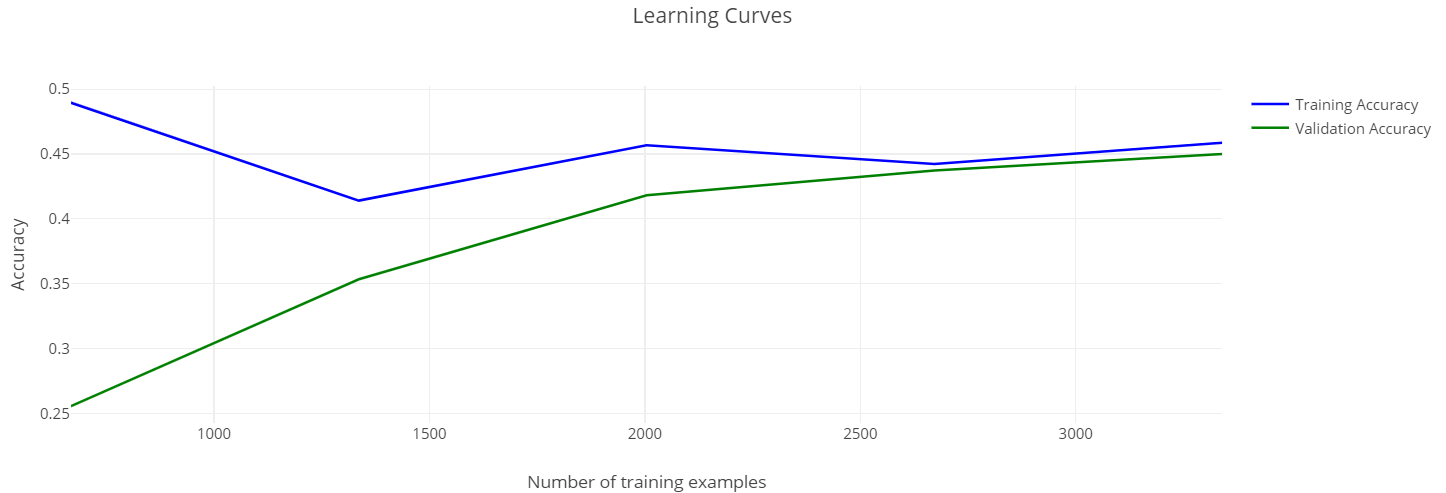 Learning Curves
0.5
0.45
0.4
0.35
0.3
0.25
Accuracy
1000 1500 2000 2500 3000
Number of training examples
Training Accuracy
Validation Accuracy